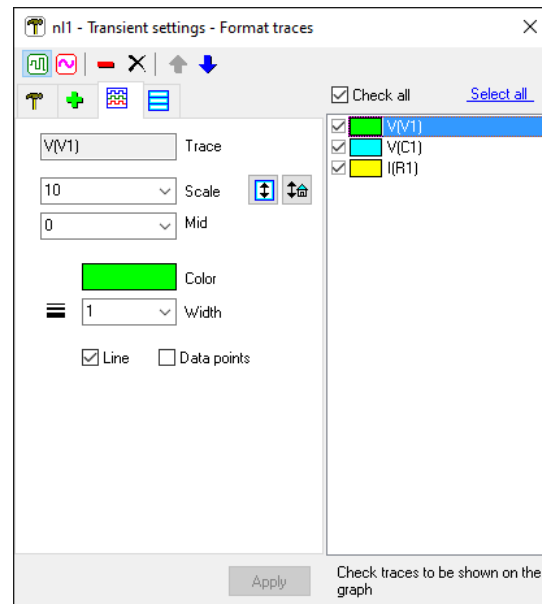 nl1 - Transient settings - Format traces
Check all
Select all
V(V1)
Trace
10
Scale
0
Mid
Color
1
Width
Line
Data points
Apply
V(V1)
V(C1)
I(R1)
Check traces to be shown on the
graph